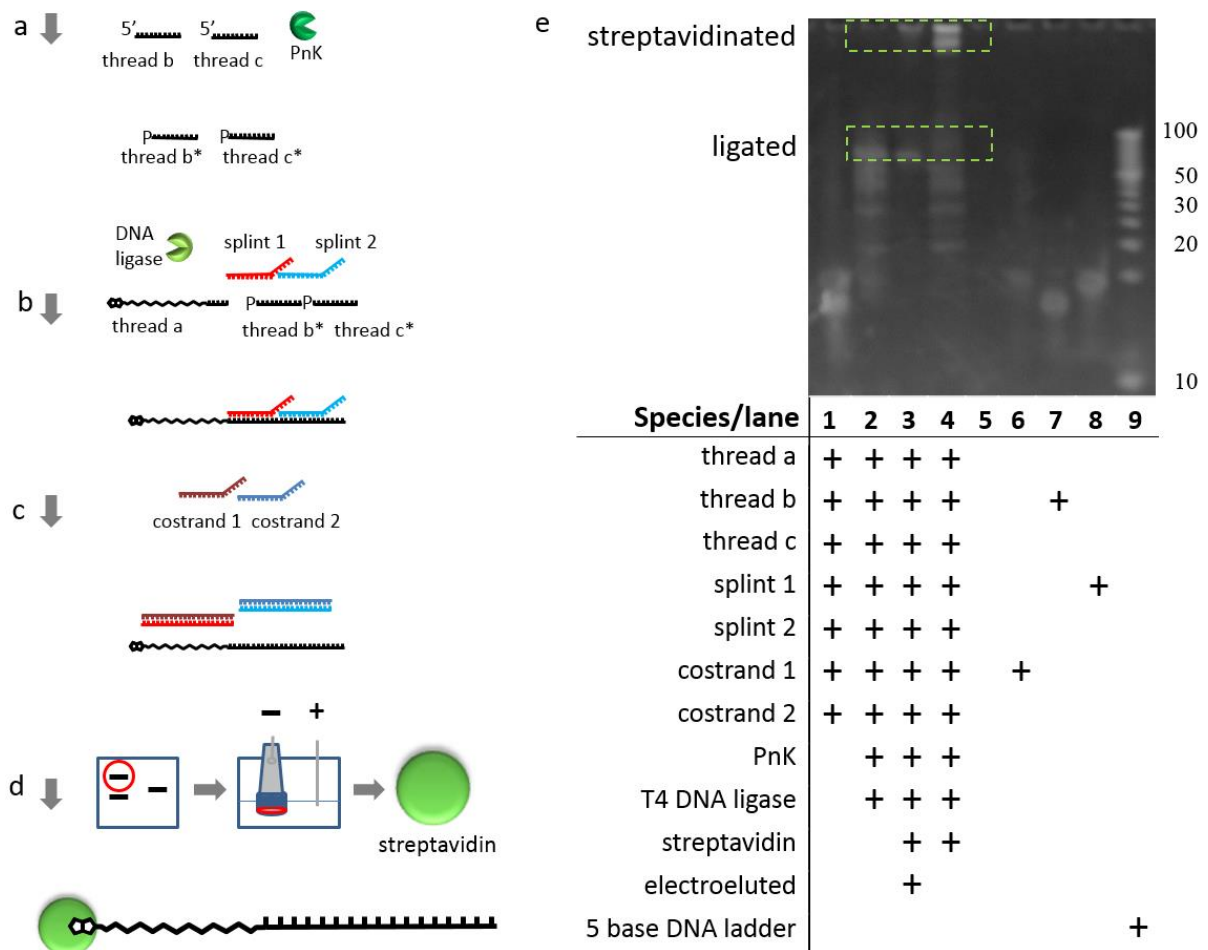 a
5’ 5’
thread b thread c PnK
P P
thread b* thread c*
DNA
ligase
splint 1 splint 2
b
P P
thread a
thread b* thread c*
c
costrand 1 costrand 2
− +
d
streptavidin
e
streptavidinated
ligated
100
50
30
20
10
Species/lane 1 2 3 4 5 6 7 8 9
thread a + + + +
thread b + + + + +
thread c + + + +
splint 1 + + + + +
splint 2 + + + +
costrand 1 + + + + +
costrand 2 + + + +
PnK + + +
T4 DNA ligase + + +
streptavidin + +
electroeluted +
5 base DNA ladder +